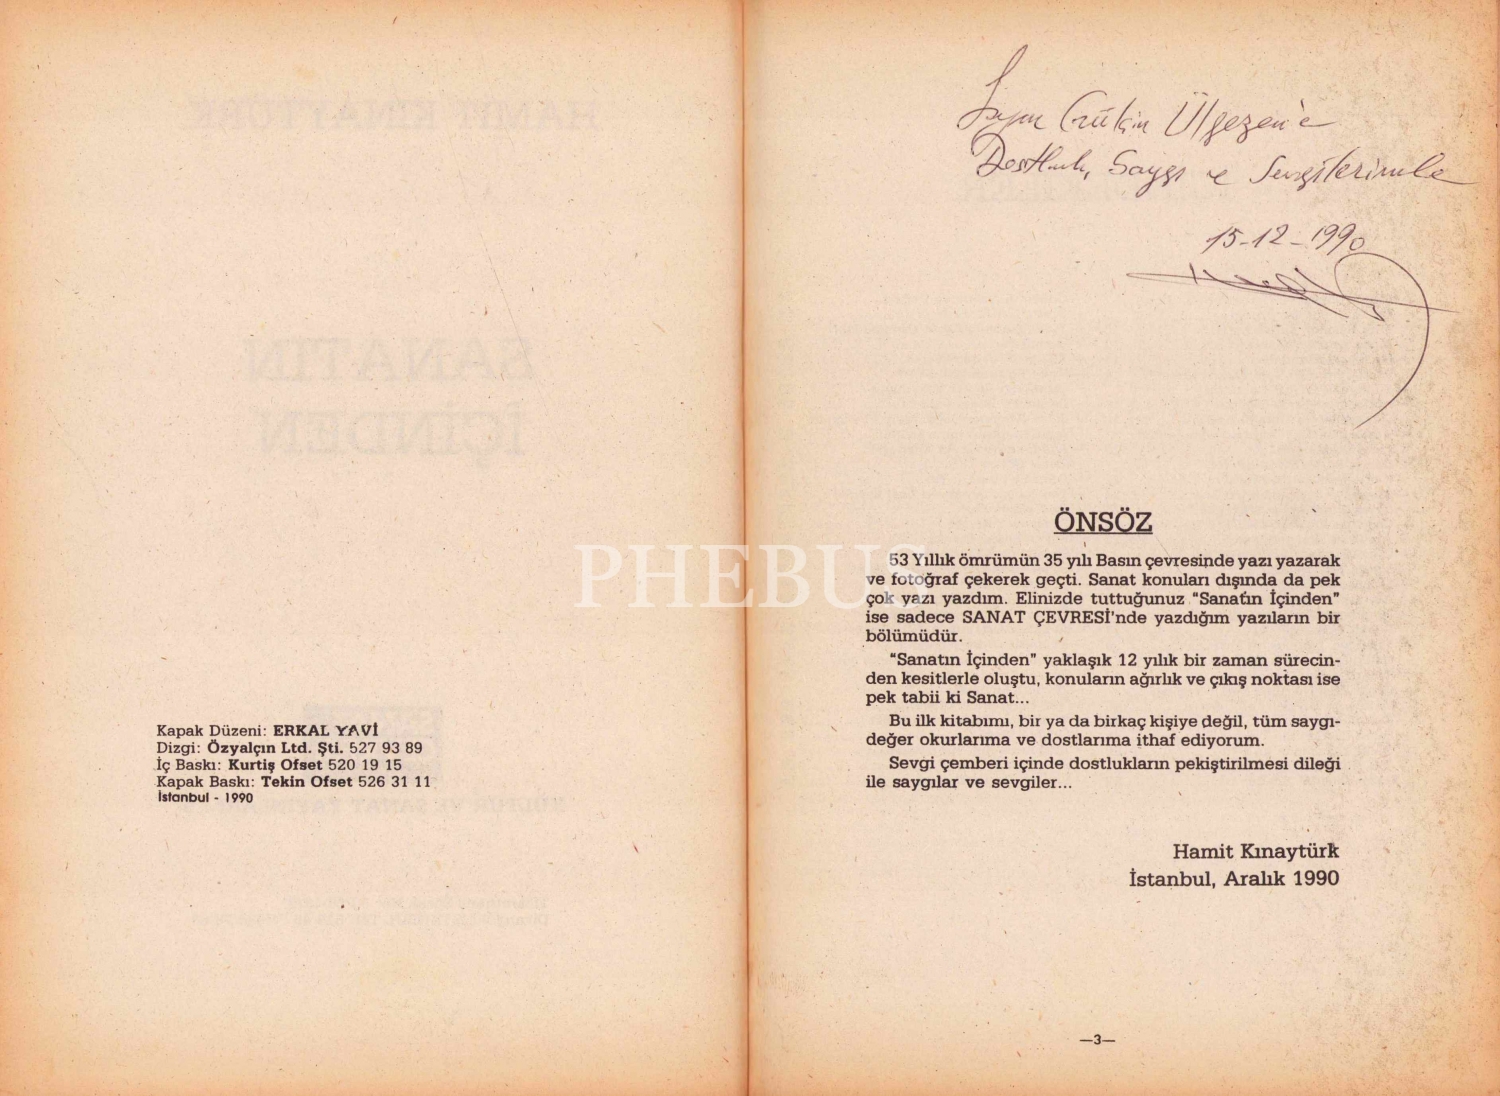 Kapak Düzeni: ERKAL YAVİ
Dizgi: Özyalçın Ltd. Şti. 527 93 89
İç Baskı: Kurtiş Ofset 520 19 15
Kapak Baskı: Tekin Ofset 526 31 11
İstanbul - 1990
Sayın Gülçin Ülgezen'e
Dostluk, Saygı ve Sevgilerimle
15-12-1990
ÖNSÖZ
53 Yıllık ömrümün 35 yılı Basın çevresinde yazı yazarak
ve fotoğraf çekerek geçti. Sanat konuları dışında da pek
çok yazı yazdım. Elinizde tuttuğunuz "Sanatın İçinden"
ise sadece SANAT ÇEVRESİ'nde yazdığım yazıların bir
bölümüdür.
"Sanatın İçinden" yaklaşık 12 yılık bir zaman sürecin-
den kesitlerle oluştu, konuların ağırlık ve çıkış noktası ise
pek tabii ki Sanat...
Bu ilk kitabımı, bir ya da birkaç kişiye değil, tüm saygı-
değer okurlarıma ve dostlarıma ithaf ediyorum.
Sevgi çemberi içinde dostlukların pekiştirilmesi dileği
ile saygılar ve sevgiler...
Hamit Kınaytürk
İstanbul, Aralık 1990
—3—
PHEBUS